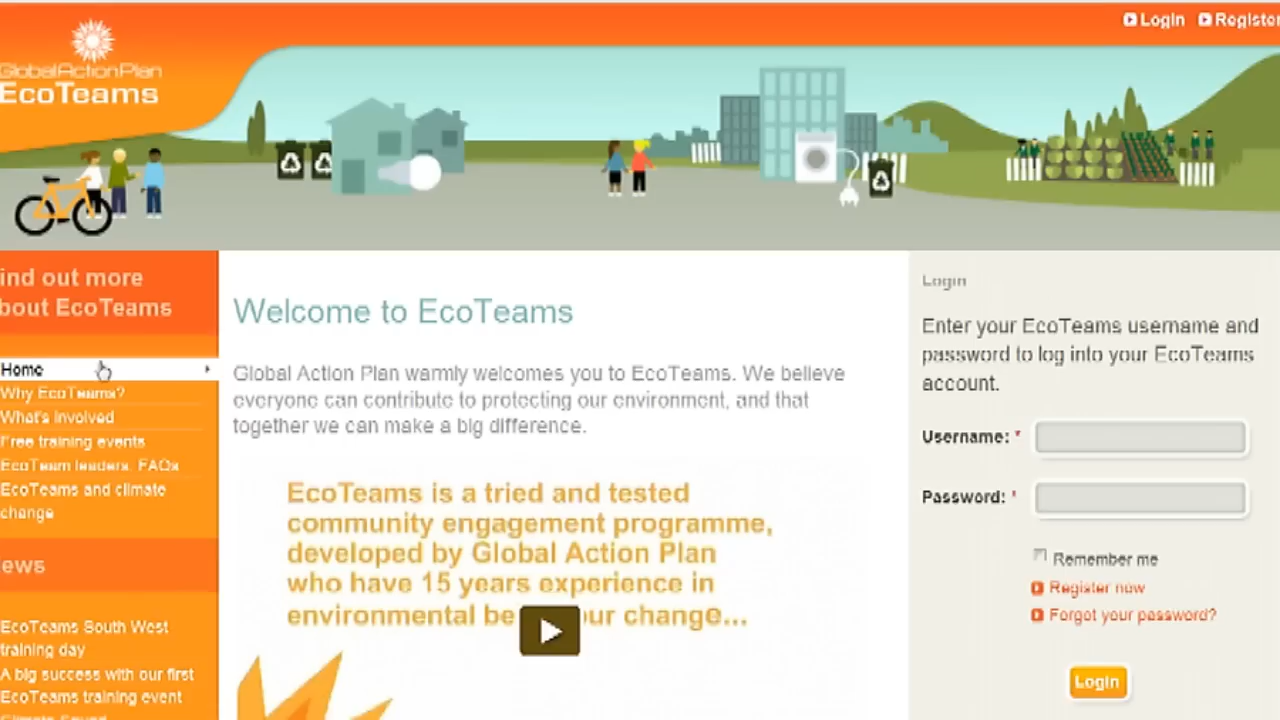 Login
Register
GlobalActionPlan
EcoTeams
ind out more
bout EcoTeams
Home
Why EcoTeams?
What's involved
Free training events
EcoTeam leaders. FAQs
EcoTeams and climate
change
ews
EcoTeams South West
training day
A big success with our first
EcoTeams training event
Welcome to EcoTeams
Global Action Plan warmly welcomes you to EcoTeams. We believe
everyone can contribute to protecting our environment, and that
together we can make a big difference.
EcoTeams is a tried and tested
community engagement programme,
developed by Global Action Plan
who have 15 years experience in
environmental be our change...
Login
Enter your EcoTeams username and
password to log into your EcoTeams
account.
Username: *
Password: *
Remember me
Register now
Forgot your password?
Login